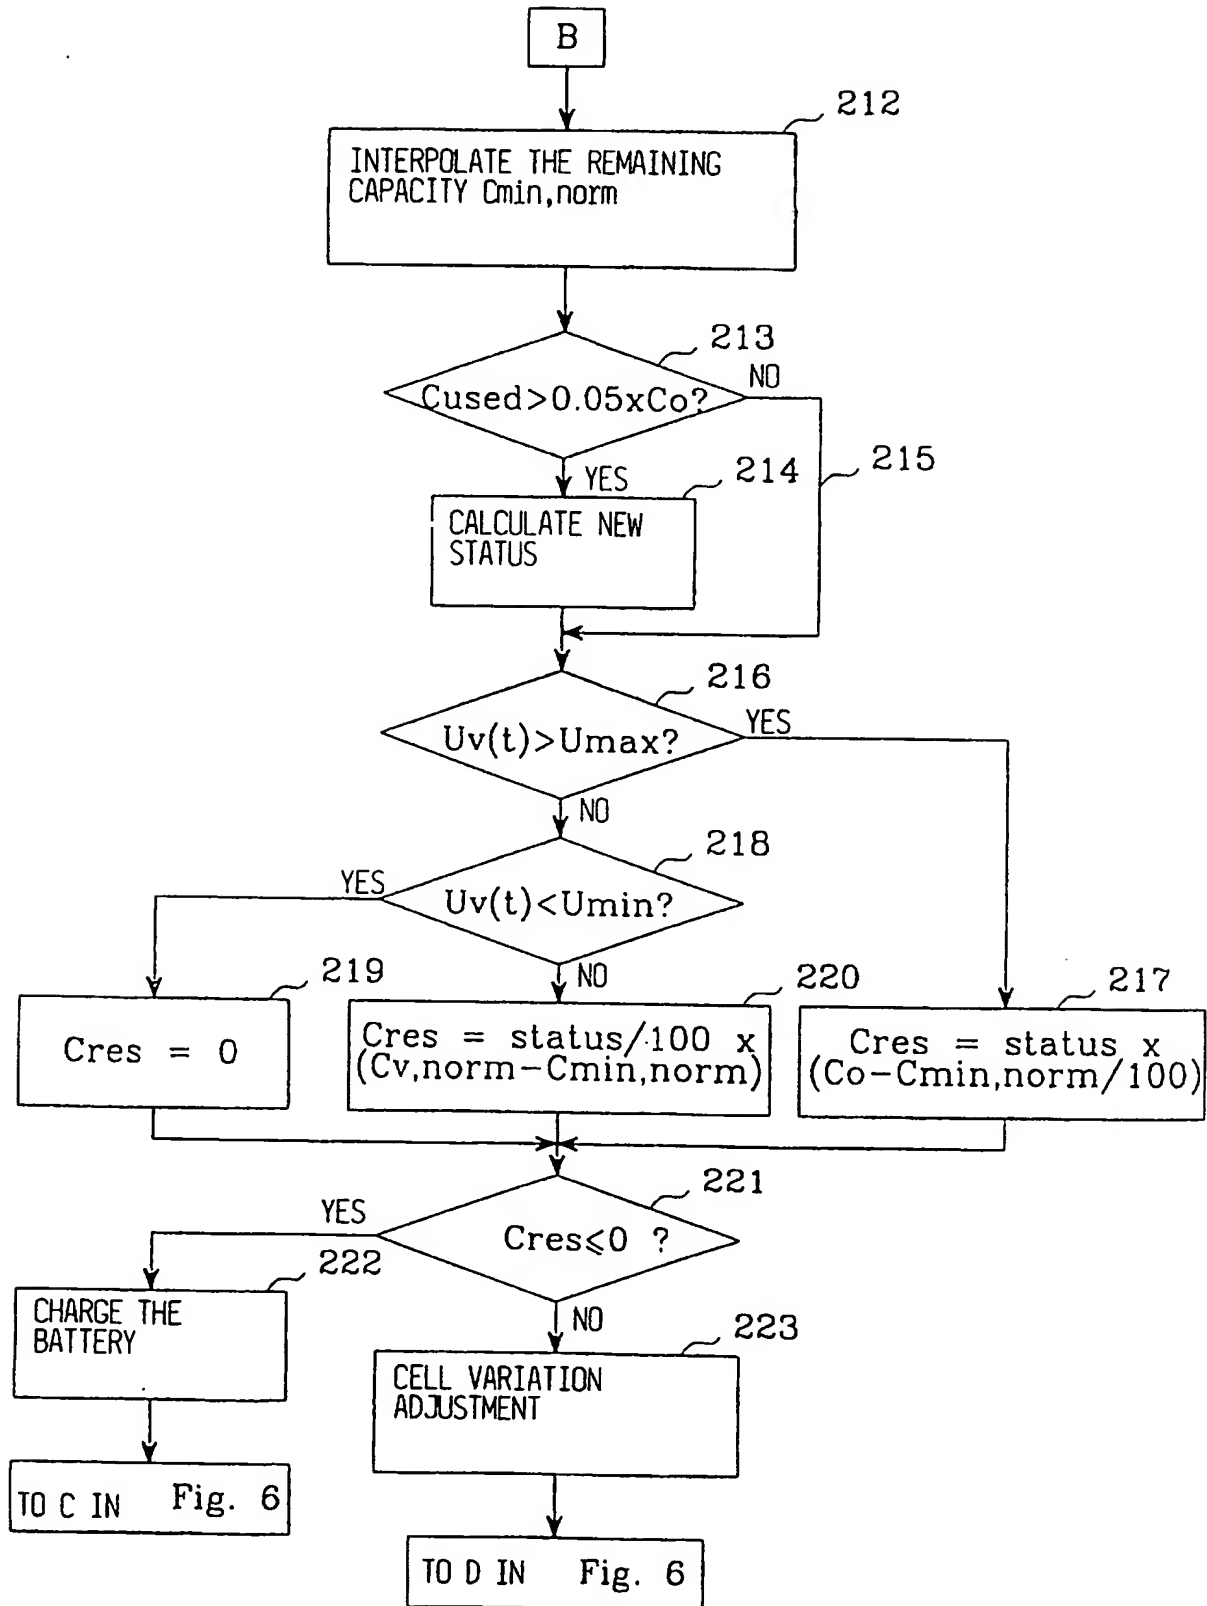 B
212
INTERPOLATE THE REMAINING
CAPACITY Cmin,norm
213
Cused>0.05xCo?
NO
215
YES
214
CALCULATE NEW
STATUS
216
Uv(t)>Umax?
YES
NO
218
YES
Uv(t)<Umin?
NO
219
220
217
Cres = 0
Cres = status/100 x
(Cv,norm-Cmin,norm)
Cres = status x
(Co-Cmin,norm/100)
221
YES
Cres≤0 ?
222
NO
CHARGE THE
BATTERY
223
CELL VARIATION
ADJUSTMENT
TO C IN Fig. 6
TO D IN Fig. 6